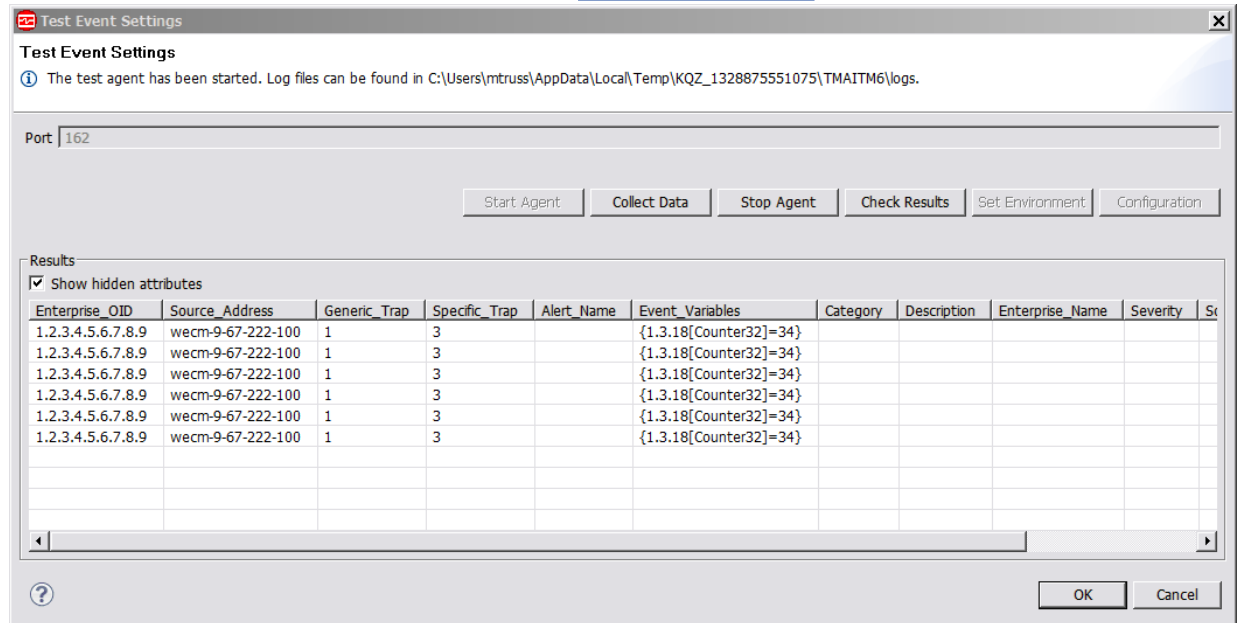 Test Event Settings
Test Event Settings
The test agent has been started. Log files can be found in C:\Users\mtruss\AppData\Local\Temp\KQZ_1328875551075\TMAITM6\logs.
Port 162
Start Agent Collect Data Stop Agent Check Results Set Environment Configuration
Results
Show hidden attributes
Enterprise_OID Source_Address Generic_Trap Specific_Trap Alert_Name Event_Variables Category Description Enterprise_Name Severity So
1.2.3.4.5.6.7.8.9 wecm-9-67-222-100 1 3 {1.3.18[Counter32]=34}
1.2.3.4.5.6.7.8.9 wecm-9-67-222-100 1 3 {1.3.18[Counter32]=34}
1.2.3.4.5.6.7.8.9 wecm-9-67-222-100 1 3 {1.3.18[Counter32]=34}
1.2.3.4.5.6.7.8.9 wecm-9-67-222-100 1 3 {1.3.18[Counter32]=34}
1.2.3.4.5.6.7.8.9 wecm-9-67-222-100 1 3 {1.3.18[Counter32]=34}
1.2.3.4.5.6.7.8.9 wecm-9-67-222-100 1 3 {1.3.18[Counter32]=34}
OK Cancel